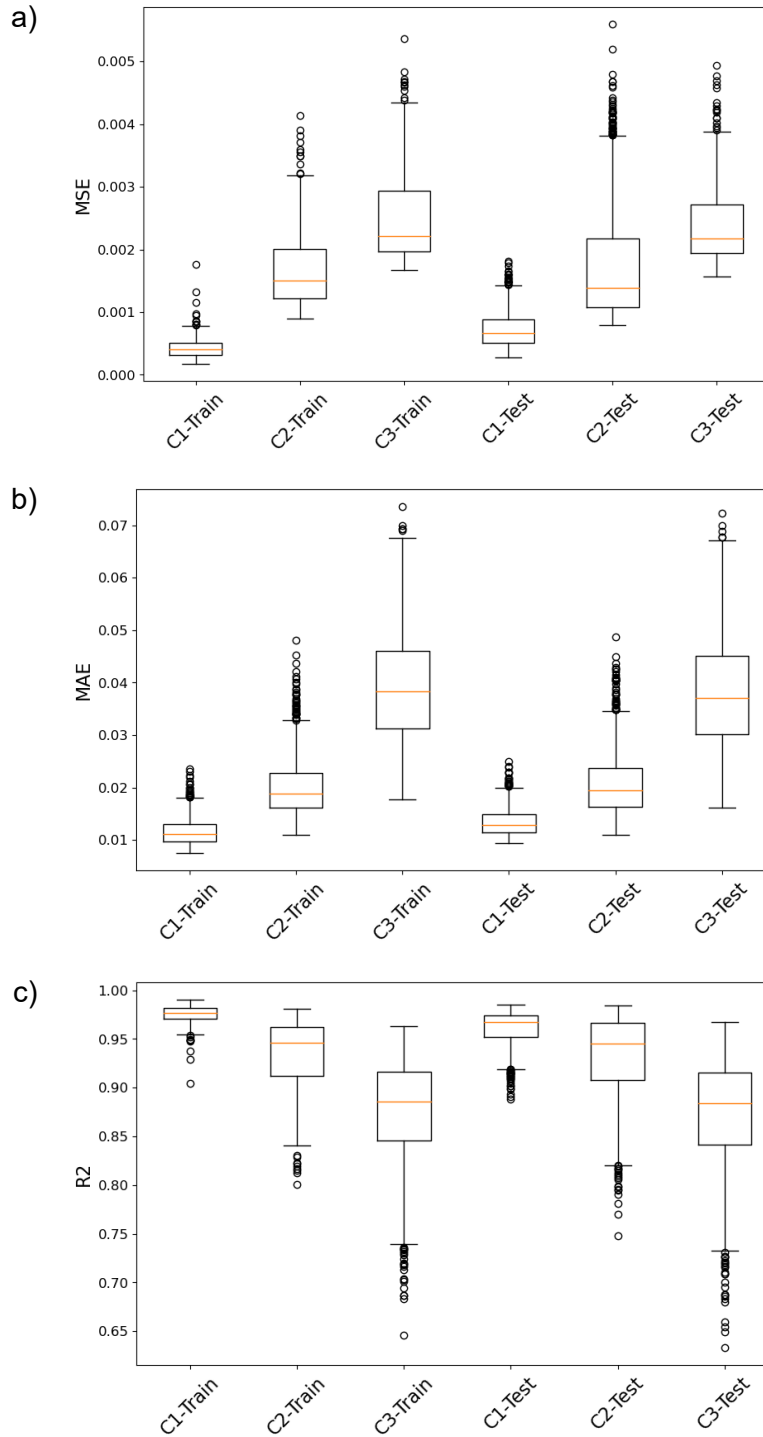 a)
0.005
0.004
0.003
0.002
0.001
0.000
MSE
C1-Train
C2-Train
C3-Train
C1-Test
C2-Test
C3-Test
b)
0.07
0.06
0.05
0.04
0.03
0.02
0.01
MAE
C1-Train
C2-Train
C3-Train
C1-Test
C2-Test
C3-Test
c)
1.00
0.95
0.90
0.85
0.80
0.75
0.70
0.65
R2
C1-Train
C2-Train
C3-Train
C1-Test
C2-Test
C3-Test